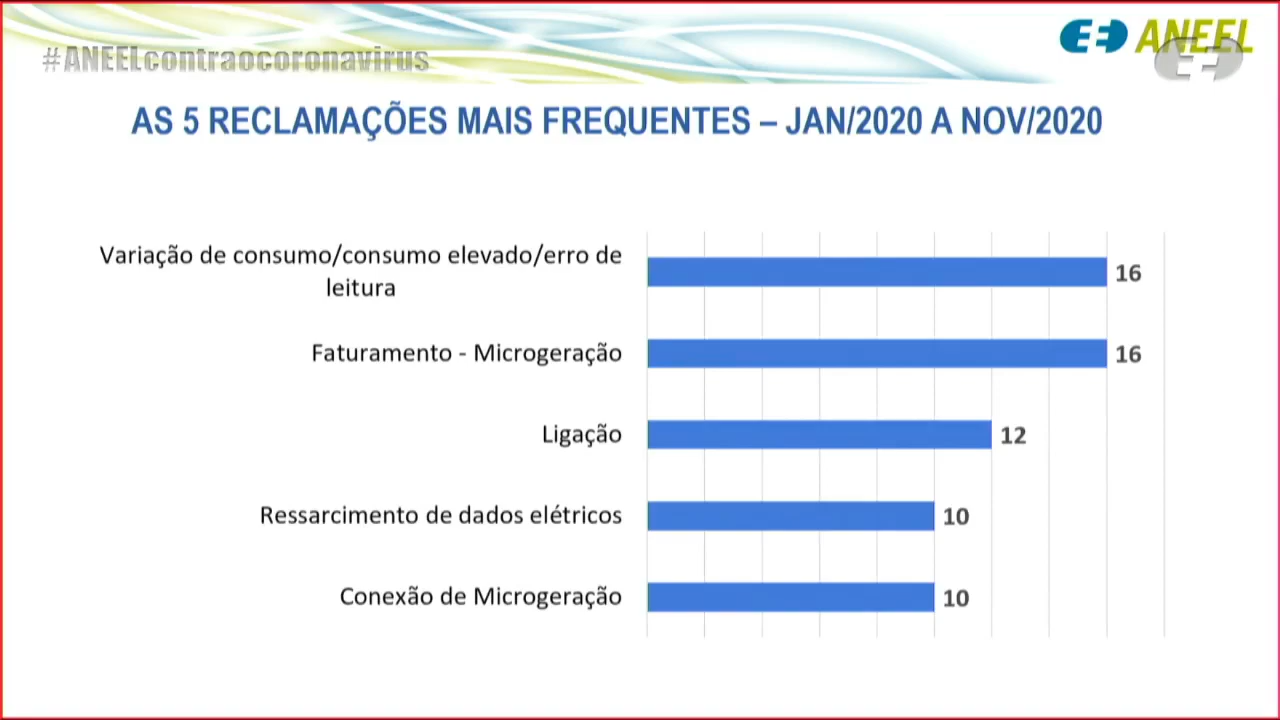 #ANEELcontraocoronavirus
ANEEL
AS 5 RECLAMAÇÕES MAIS FREQUENTES – JAN/2020 A NOV/2020
Variação de consumo/consumo elevado/erro de
leitura
16
Faturamento - Microgeração
16
Ligação
12
Ressarcimento de dados elétricos
10
Conexão de Microgeração
10